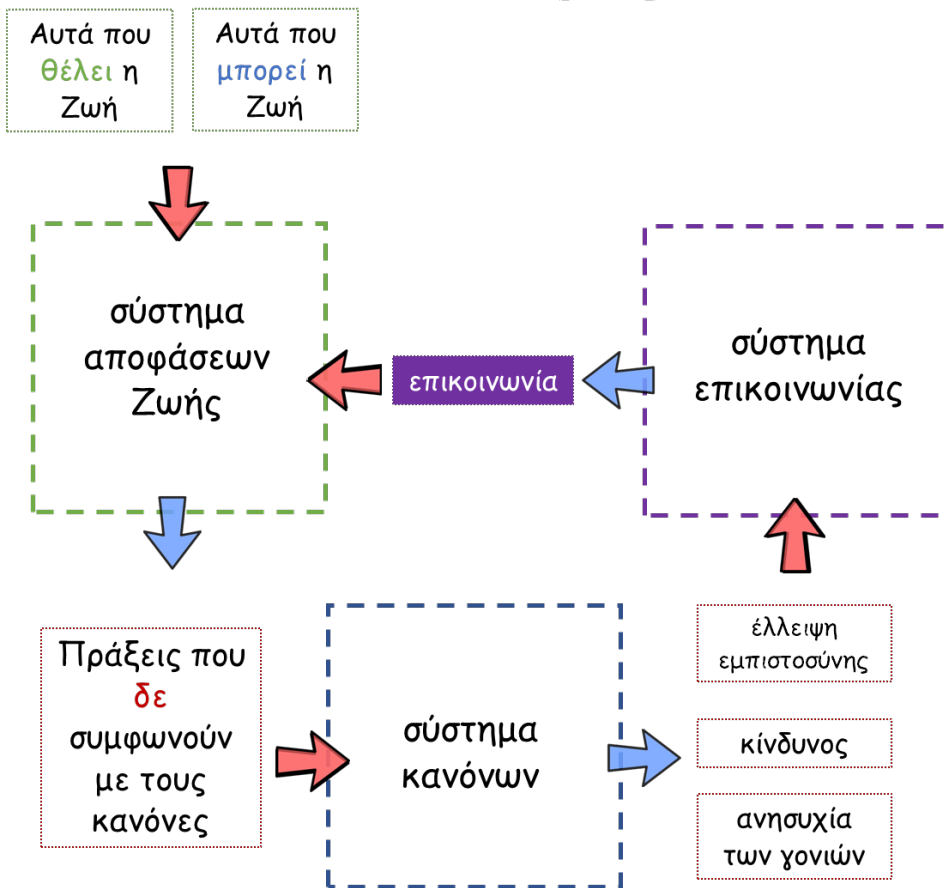 Αυτά που
θέλει η
Ζωή
Αυτά που
μπορεί η
Ζωή
σύστημα
αποφάσεων
Ζωής
επικοινωνία
σύστημα
επικοινωνίας
Πράξεις που
δε
συμφωνούν
με τους
κανόνες
σύστημα
κανόνων
έλλειψη
εμπιστοσύνης
κίνδυνος
ανησυχία
των γονιών